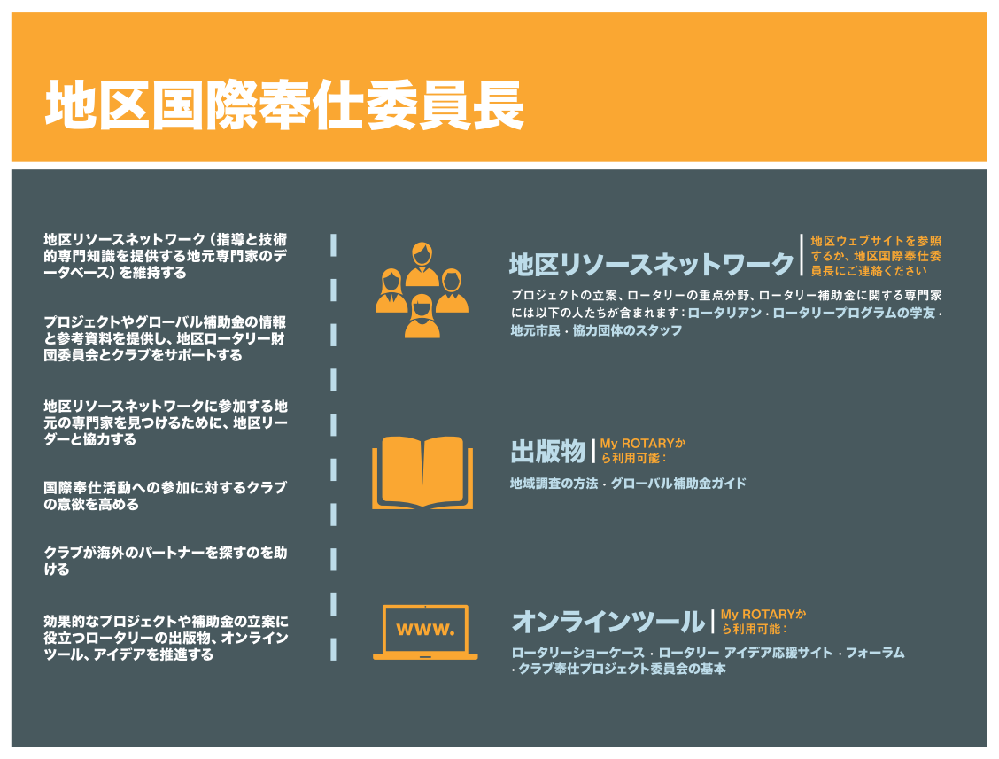 地区国際奉仕委員長
地区リソースネットワーク（指導と技術
的専門知識を提供する地元専門家のデ
ータベース）を維持する
プロジェクトやグローバル補助金の情報
と参考資料を提供し、地区ロータリー財
団委員会とクラブをサポートする
地区リソースネットワークに参加する地
元の専門家を見つけるために、地区リー
ダーと協力する
国際奉仕活動への参加に対するクラブ
の意欲を高める
クラブが海外のパートナーを探すのを助
ける
効果的なプロジェクトや補助金の立案に
役立つロータリーの出版物、オンライン
ツール、アイデアを推進する
地区リソースネットワーク
地区ウェブサイトを参照
するか、地区国際奉仕委
員長にご連絡ください
プロジェクトの立案、ロータリーの重点分野、ロータリー補助金に関する専門家
には以下の人たちが含まれます：ロータリアン · ロータリープログラムの学友 ·
地元市民 · 協力団体のスタッフ
出版物
My ROTARYか
ら利用可能：
地域調査の方法 · グローバル補助金ガイド
www.
オンラインツール
My ROTARYか
ら利用可能：
ロータリーショーケース · ロータリー アイデア応援サイト · フォーラム
· クラブ奉仕プロジェクト委員会の基本